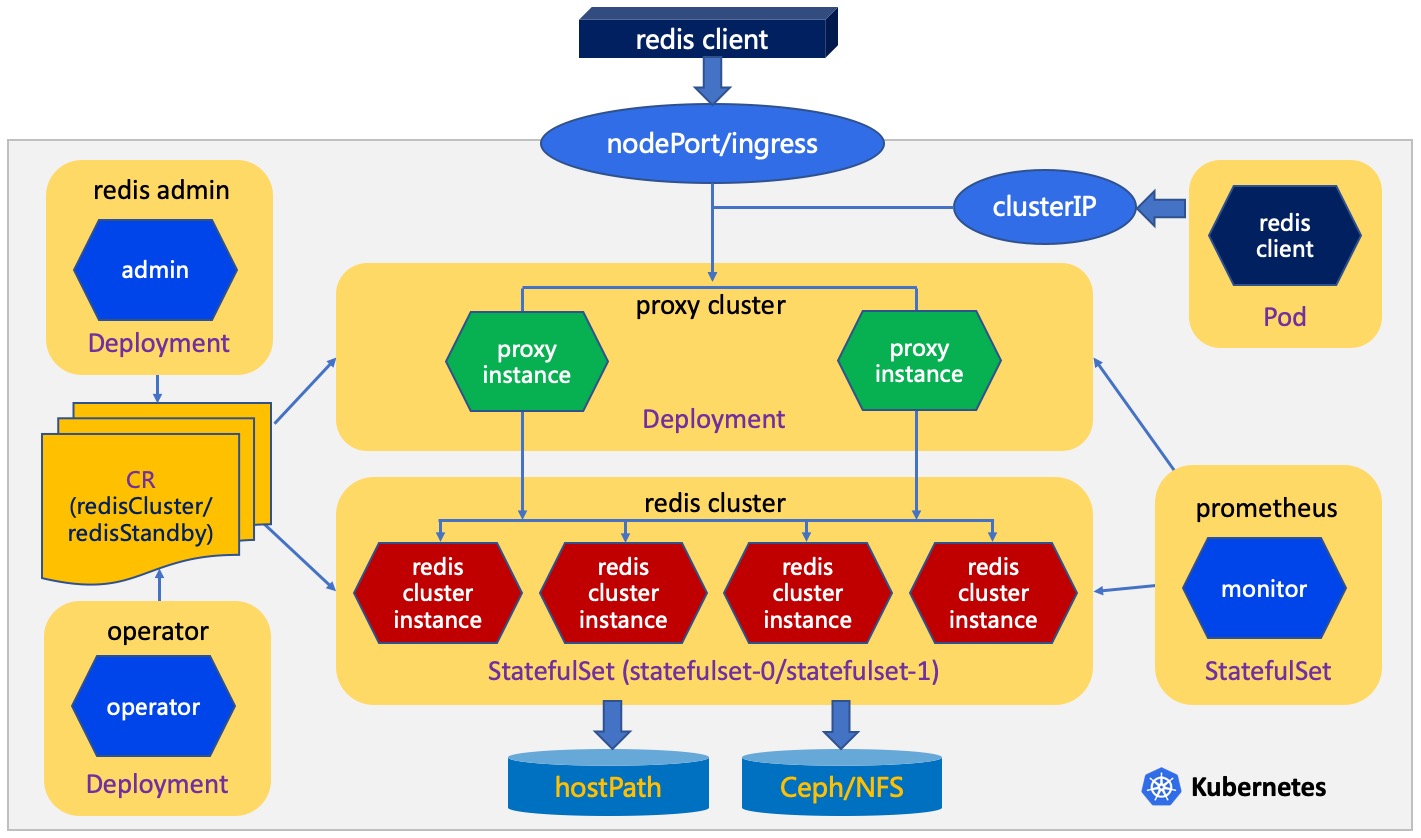 redis client
nodePort/ingress
redis admin
admin
Deployment
clusterIP
redis
client
Pod
proxy cluster
proxy
instance
proxy
instance
Deployment
CR
(redisCluster/
redisStandby)
redis cluster
redis
cluster
instance
redis
cluster
instance
redis
cluster
instance
redis
cluster
instance
StatefulSet (statefulset-0/statefulset-1)
prometheus
monitor
StatefulSet
operator
operator
Deployment
hostPath
Ceph/NFS
Kubernetes